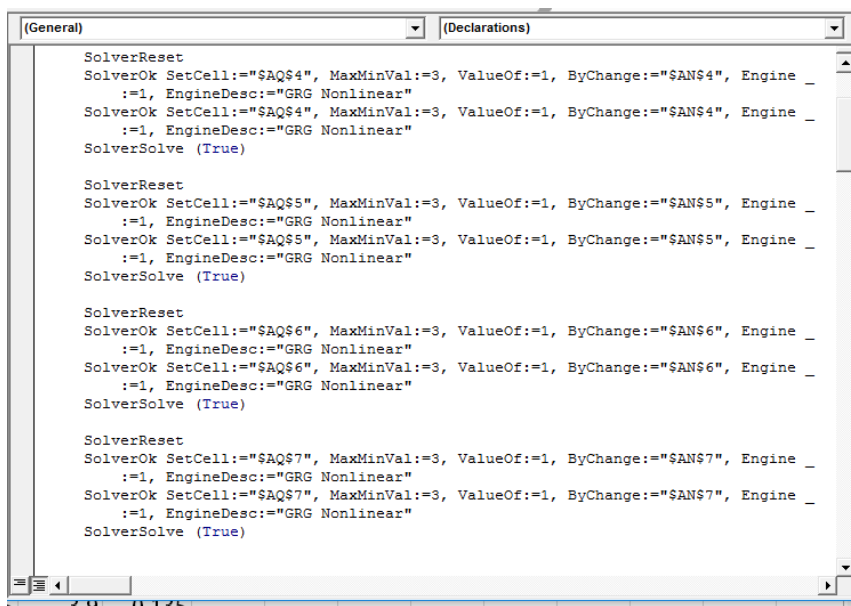 (General) (Declarations)
SolverReset
SolverOk SetCell:="$AQ$4", MaxMinVal:=3, ValueOf:=1, ByChange:="$AN$4", Engine _
:=1, EngineDesc:="GRG Nonlinear"
SolverOk SetCell:="$AQ$4", MaxMinVal:=3, ValueOf:=1, ByChange:="$AN$4", Engine _
:=1, EngineDesc:="GRG Nonlinear"
SolverSolve (True)
SolverReset
SolverOk SetCell:="$AQ$5", MaxMinVal:=3, ValueOf:=1, ByChange:="$AN$5", Engine _
:=1, EngineDesc:="GRG Nonlinear"
SolverOk SetCell:="$AQ$5", MaxMinVal:=3, ValueOf:=1, ByChange:="$AN$5", Engine _
:=1, EngineDesc:="GRG Nonlinear"
SolverSolve (True)
SolverReset
SolverOk SetCell:="$AQ$6", MaxMinVal:=3, ValueOf:=1, ByChange:="$AN$6", Engine _
:=1, EngineDesc:="GRG Nonlinear"
SolverOk SetCell:="$AQ$6", MaxMinVal:=3, ValueOf:=1, ByChange:="$AN$6", Engine _
:=1, EngineDesc:="GRG Nonlinear"
SolverSolve (True)
SolverReset
SolverOk SetCell:="$AQ$7", MaxMinVal:=3, ValueOf:=1, ByChange:="$AN$7", Engine _
:=1, EngineDesc:="GRG Nonlinear"
SolverOk SetCell:="$AQ$7", MaxMinVal:=3, ValueOf:=1, ByChange:="$AN$7", Engine _
:=1, EngineDesc:="GRG Nonlinear"
SolverSolve (True)